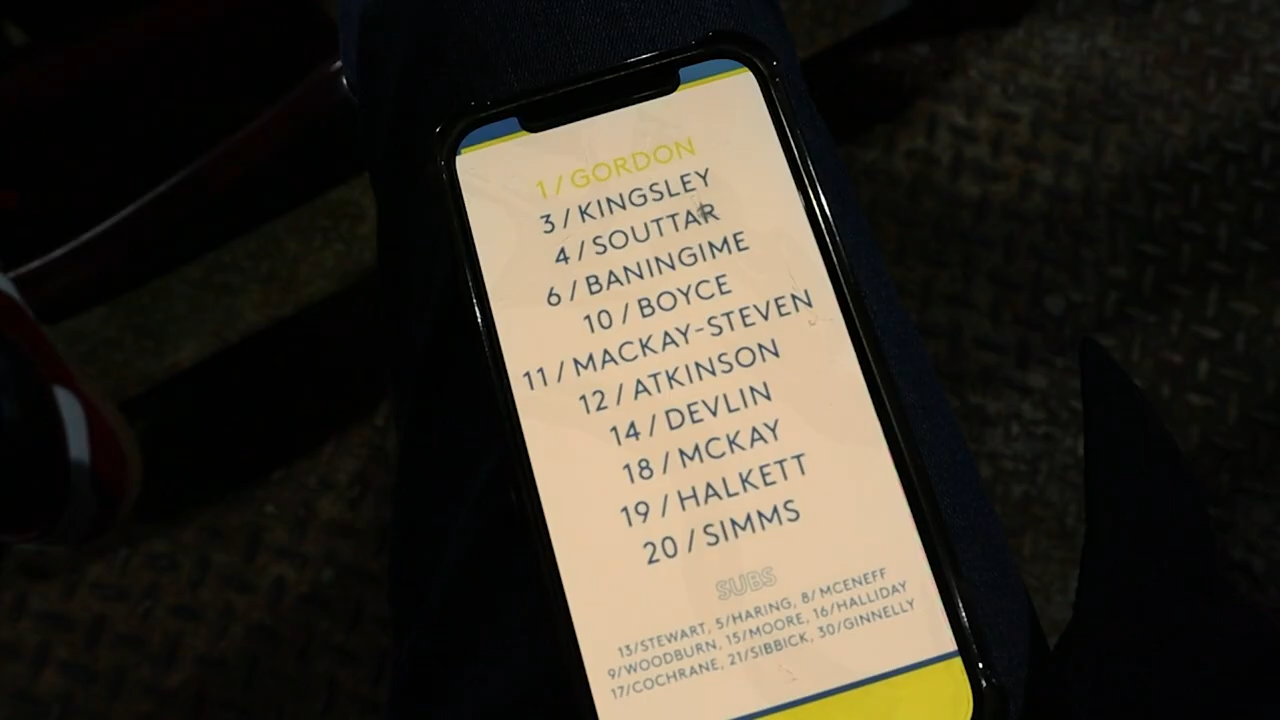 1 / GORDON
3 / KINGSLEY
4 / SOUTTAR
6 / BANINGIME
10 / BOYCE
11 / MACKAY-STEVEN
12 / ATKINSON
14 / DEVLIN
18 / MCKAY
19 / HALKETT
20 / SIMMS
SUBS
13/STEWART, 5/HARING, 8/ MCENEFF
9/WOODBURN, 15/MOORE, 16/HALLIDAY
17/COCHRANE, 21/SIBBICK, 30/GINNELLY